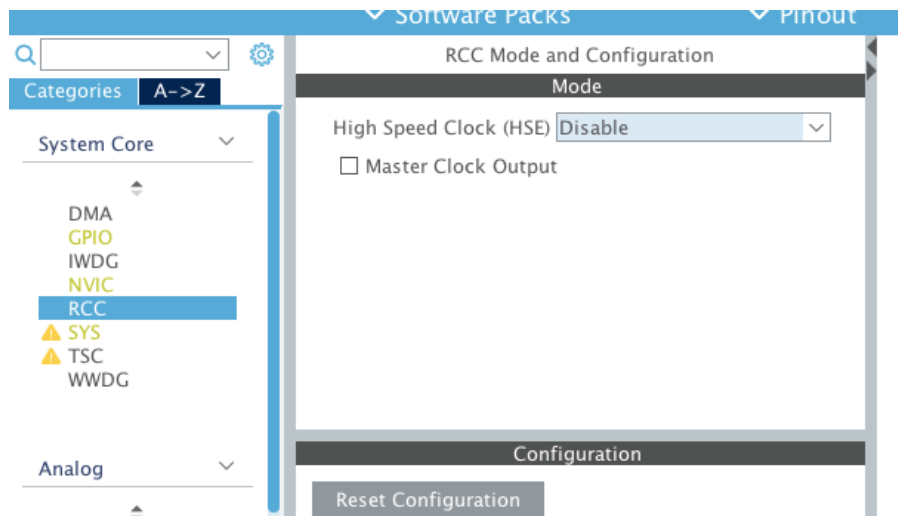 Software Packs
Pinout
RCC Mode and Configuration
Categories
A->Z
Mode
High Speed Clock (HSE) Disable
Master Clock Output
System Core
DMA
GPIO
IWDG
NVIC
RCC
SYS
TSC
WWDG
Analog
Configuration
Reset Configuration